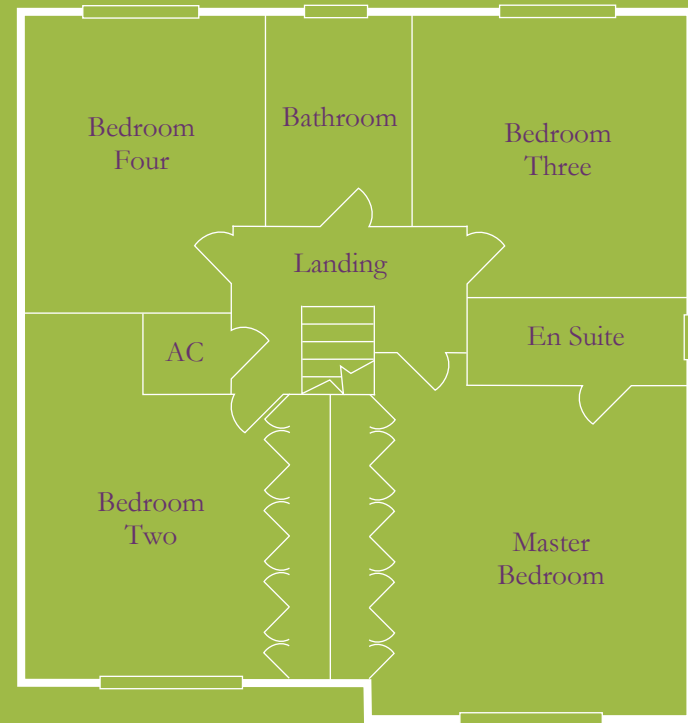 Bedroom
Four
Bathroom
Bedroom
Three
Landing
AC
En Suite
Bedroom
Two
Master
Bedroom